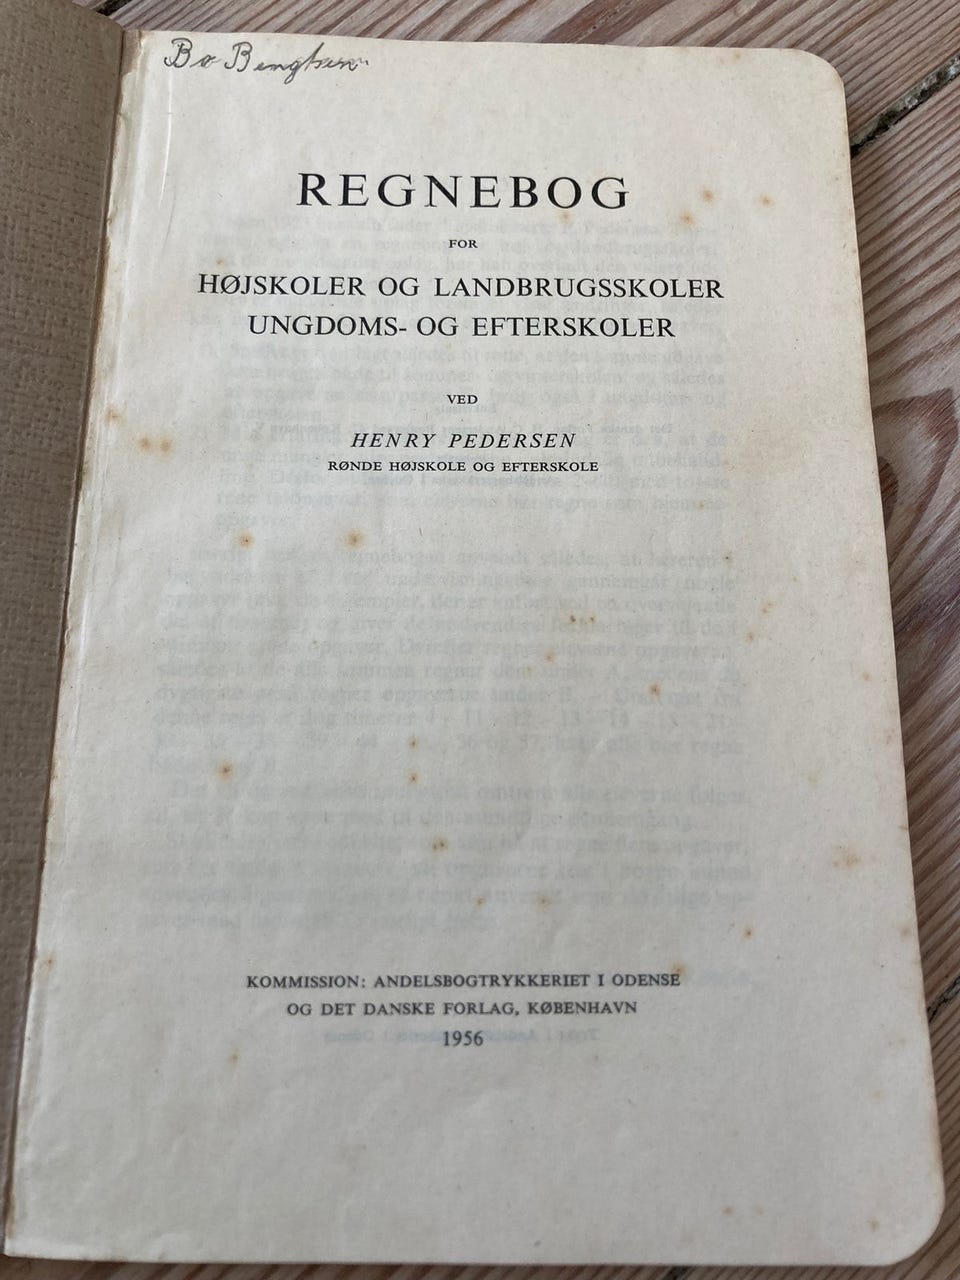 Bo Bengtsen
REGNEBOG
FOR
HØJSKOLER OG LANDBRUGSSKOLER
UNGDOMS- OG EFTERSKOLER
VED
HENRY PEDERSEN
RØNDE HØJSKOLE OG EFTERSKOLE
KOMMISSION: ANDELSBOGTRYKKERIET I ODENSE
OG DET DANSKE FORLAG, KØBENHAVN
1956